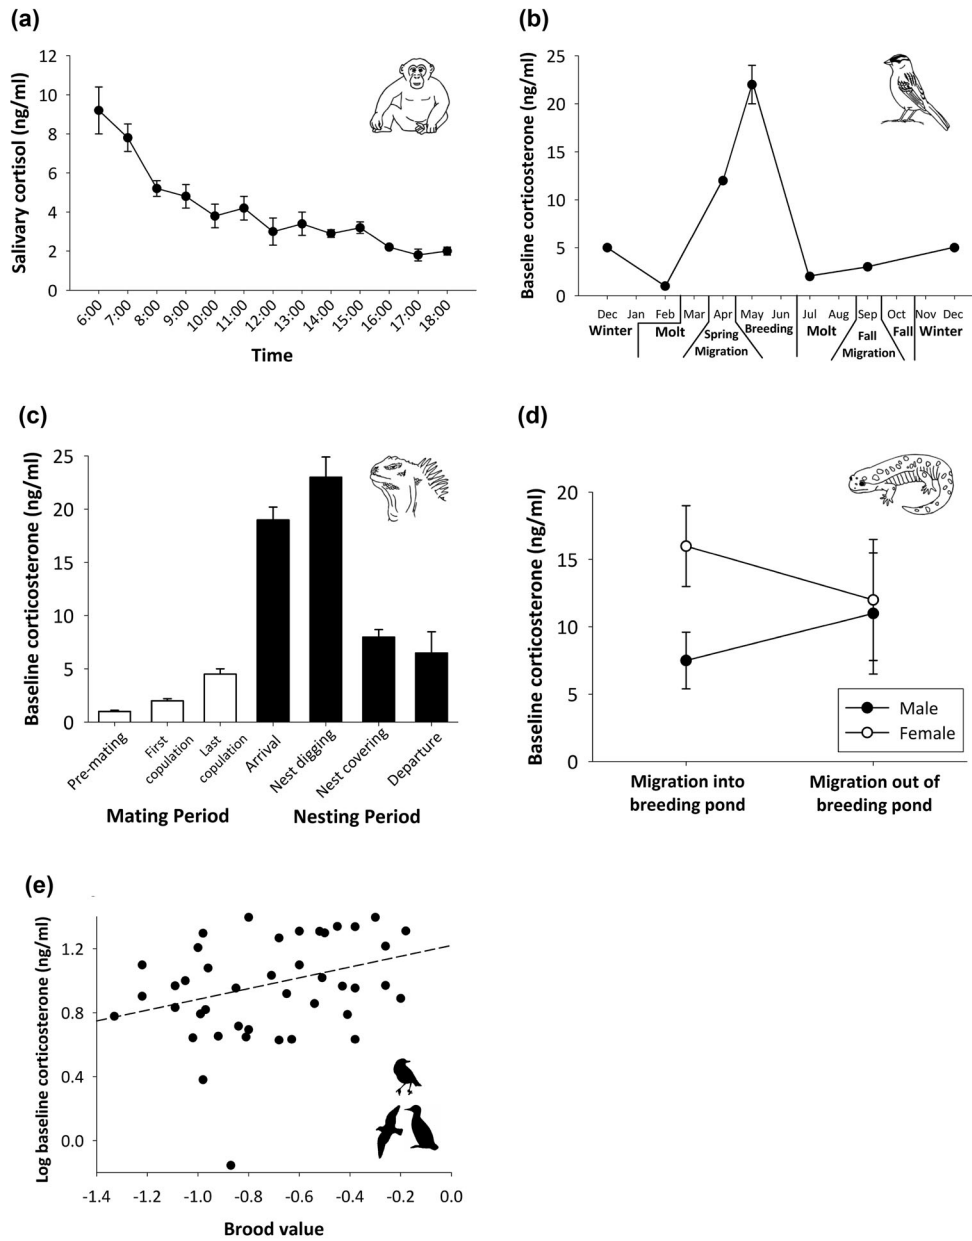 (a)
12
10
8
6
4
2
0
Salivary cortisol (ng/ml)
6:00
7:00
8:00
9:00
10:00
11:00
12:00
13:00
14:00
15:00
16:00
17:00
18:00
Time
(b)
25
20
15
10
5
0
Baseline corticosterone (ng/ml)
Dec Jan Feb Mar Apr May Jun Jul Aug Sep Oct Nov Dec
Winter Molt Spring Migration Breeding Molt Fall Migration Fall Winter
(c)
25
20
15
10
5
0
Baseline corticosterone (ng/ml)
Pre-mating
First
copulation
Last
copulation
Arrival
Nest digging
Nest covering
Departure
Mating Period
Nesting Period
(d)
20
15
10
5
0
Baseline corticosterone (ng/ml)
Male
Female
Migration into
breeding pond
Migration out of
breeding pond
(e)
1.2
0.8
0.4
0.0
Log baseline corticosterone (ng/ml)
-1.4 -1.2 -1.0 -0.8 -0.6 -0.4 -0.2 0.0
Brood value